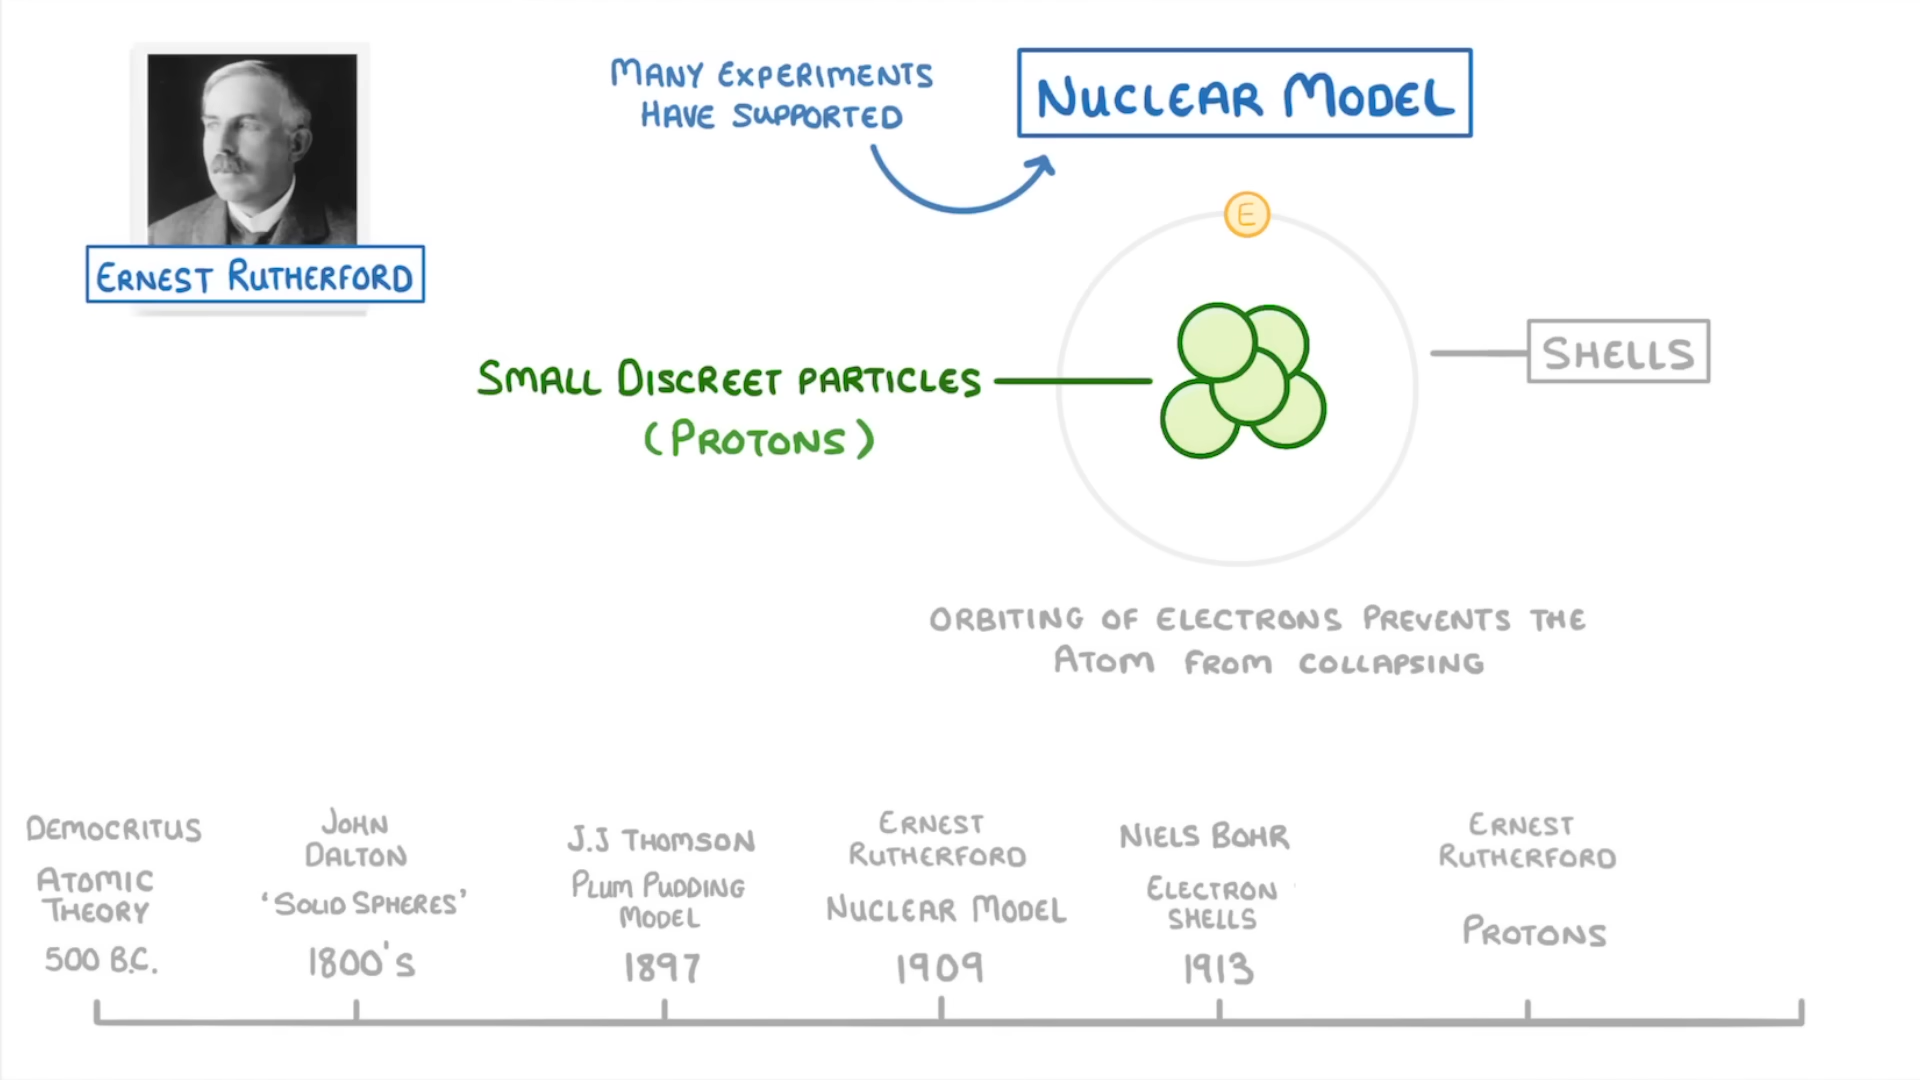 MANY EXPERIMENTS
HAVE SUPPORTED
NUCLEAR MODEL
ERNEST RUTHERFORD
E
SHELLS
SMALL DISCREET PARTICLES
(PROTONS)
ORBITING OF ELECTRONS PREVENTS THE
ATOM FROM COLLAPSING
DEMOCRITUS
ATOMIC
THEORY
500 B.C.
JOHN
DALTON
'SOLID SPHERES'
1800's
J.J THOMSON
PLUM PUDDING
MODEL
1897
ERNEST
RUTHERFORD
NUCLEAR MODEL
1909
NIELS BOHR
ELECTRON
SHELLS
1913
ERNEST
RUTHERFORD
PROTONS